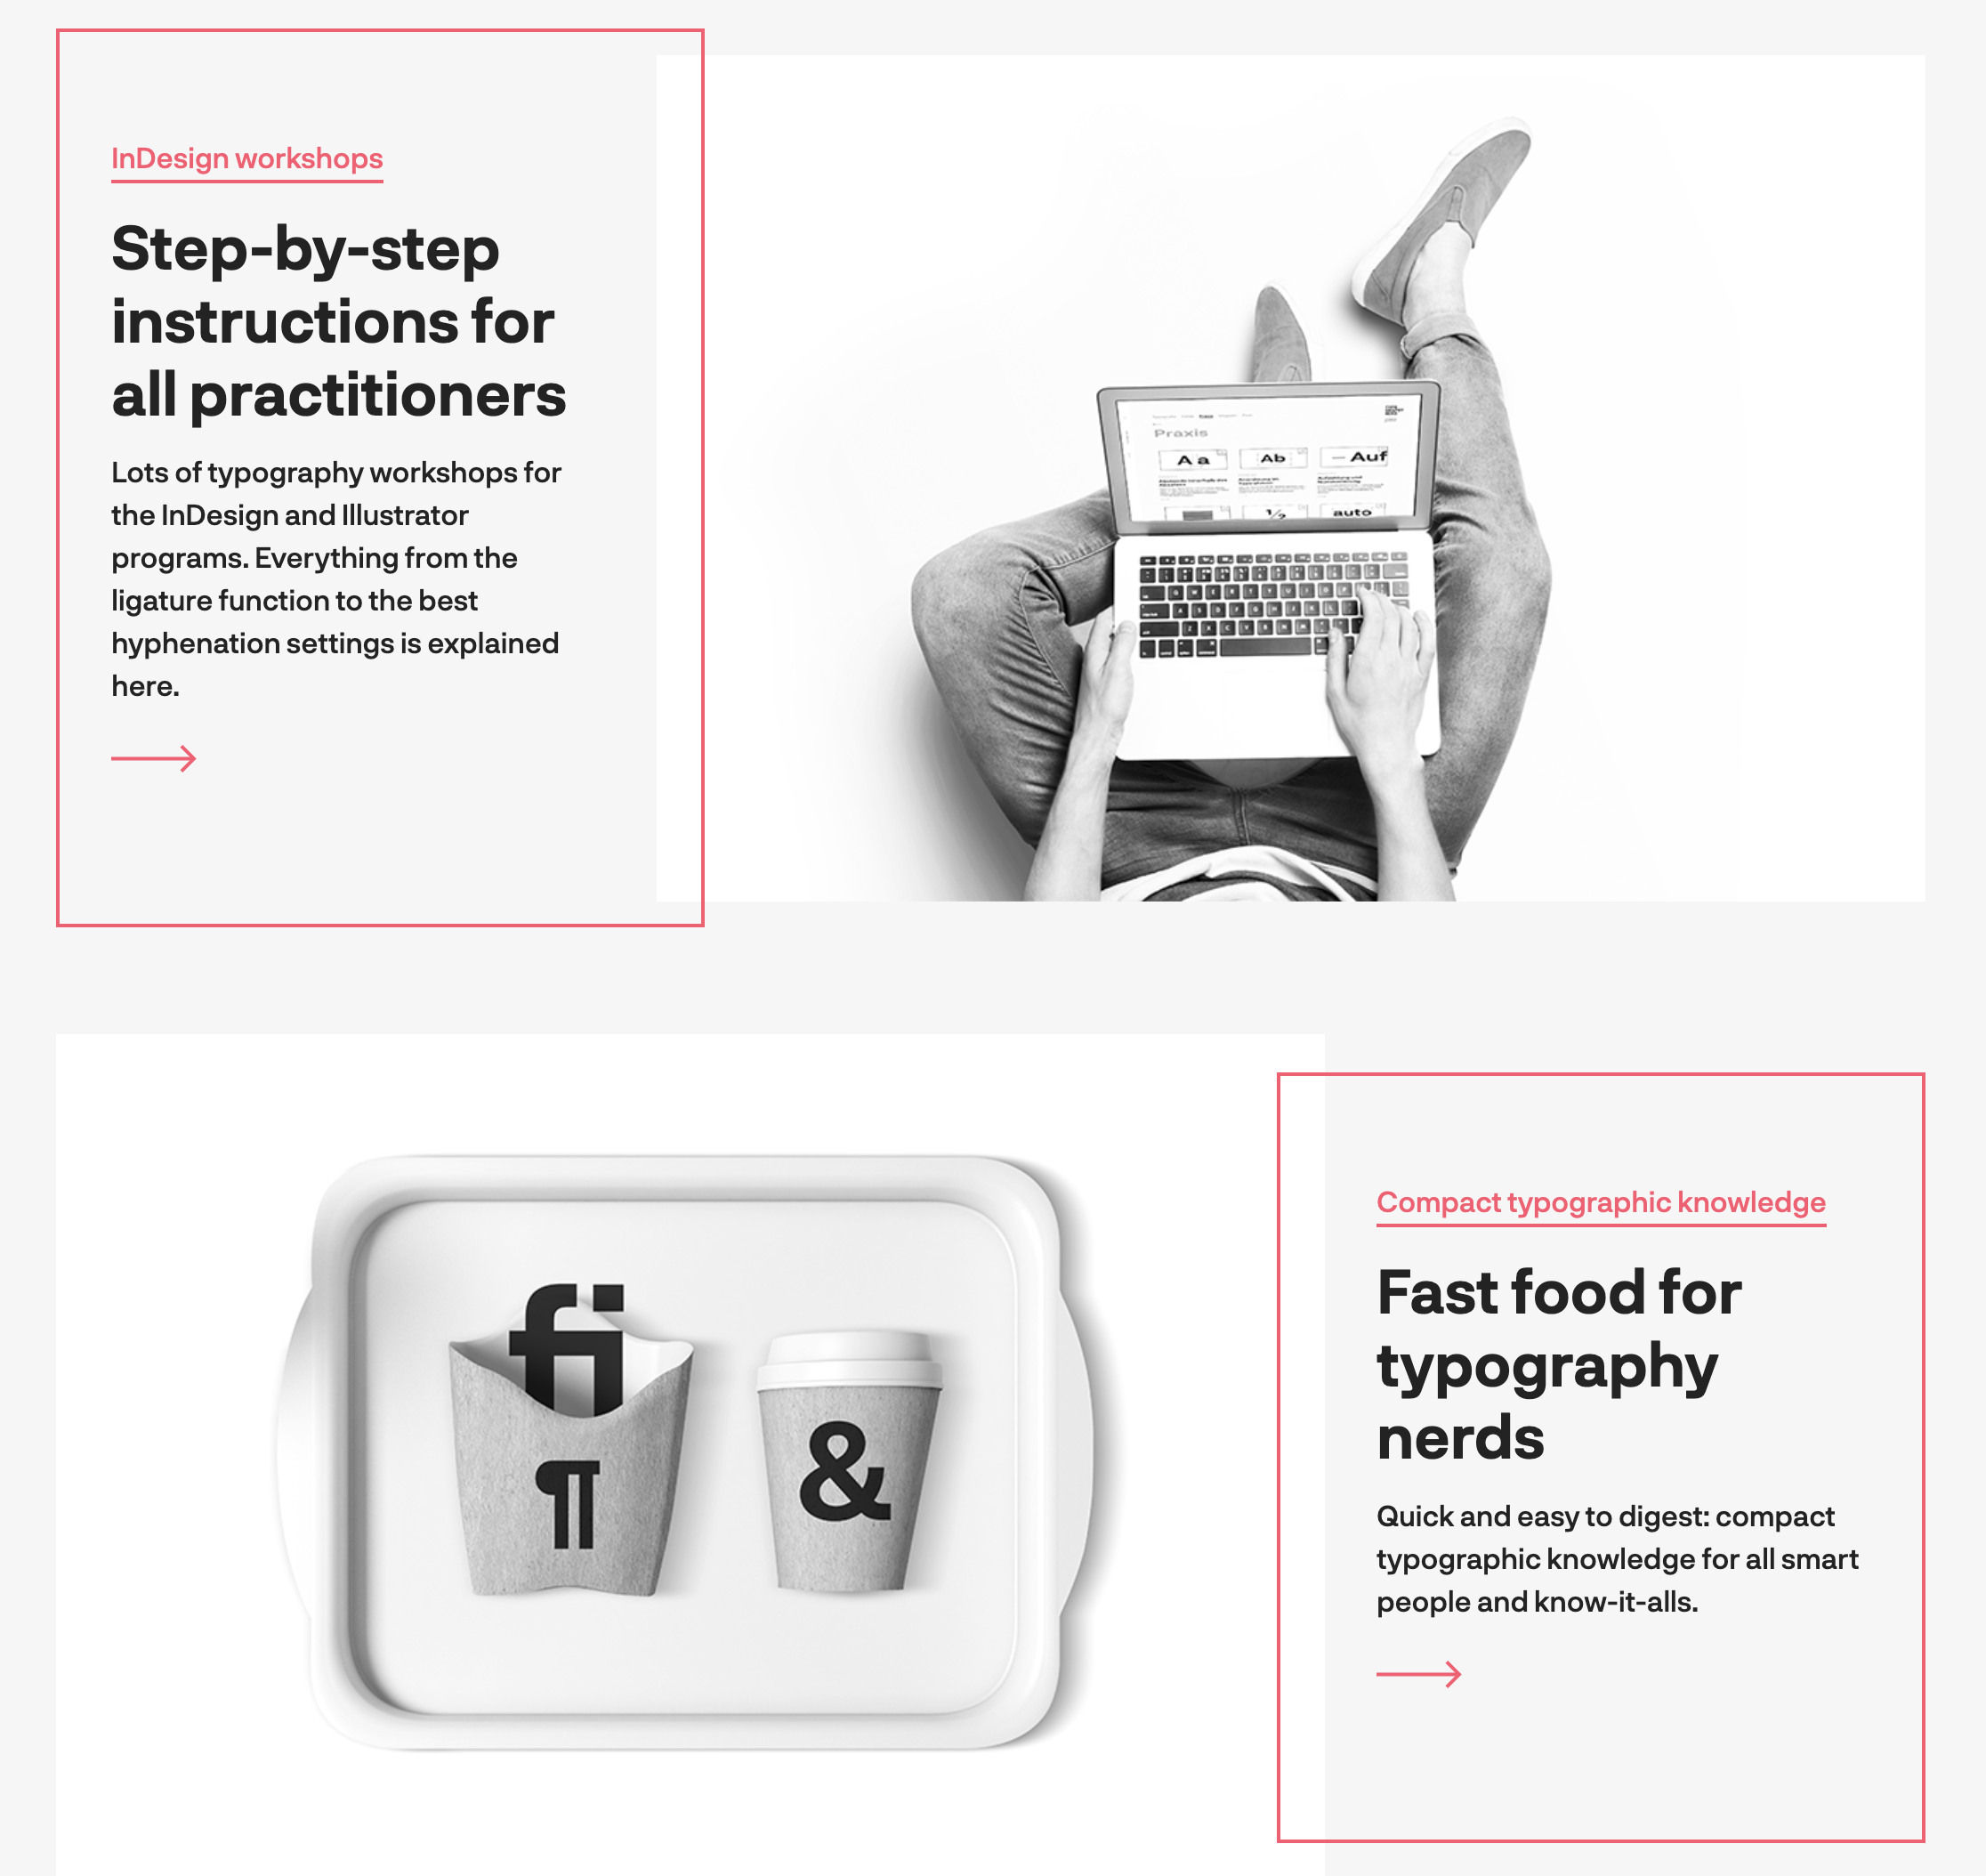 InDesign workshops
Step-by-step
instructions for
all practitioners
Lots of typography workshops for
the InDesign and Illustrator
programs. Everything from the
ligature function to the best
hyphenation settings is explained
here.
Praxis
Aa
Ab
— Auf
½
auto
Compact typographic knowledge
Fast food for
typography
nerds
Quick and easy to digest: compact
typographic knowledge for all smart
people and know-it-alls.
fi
¶
&